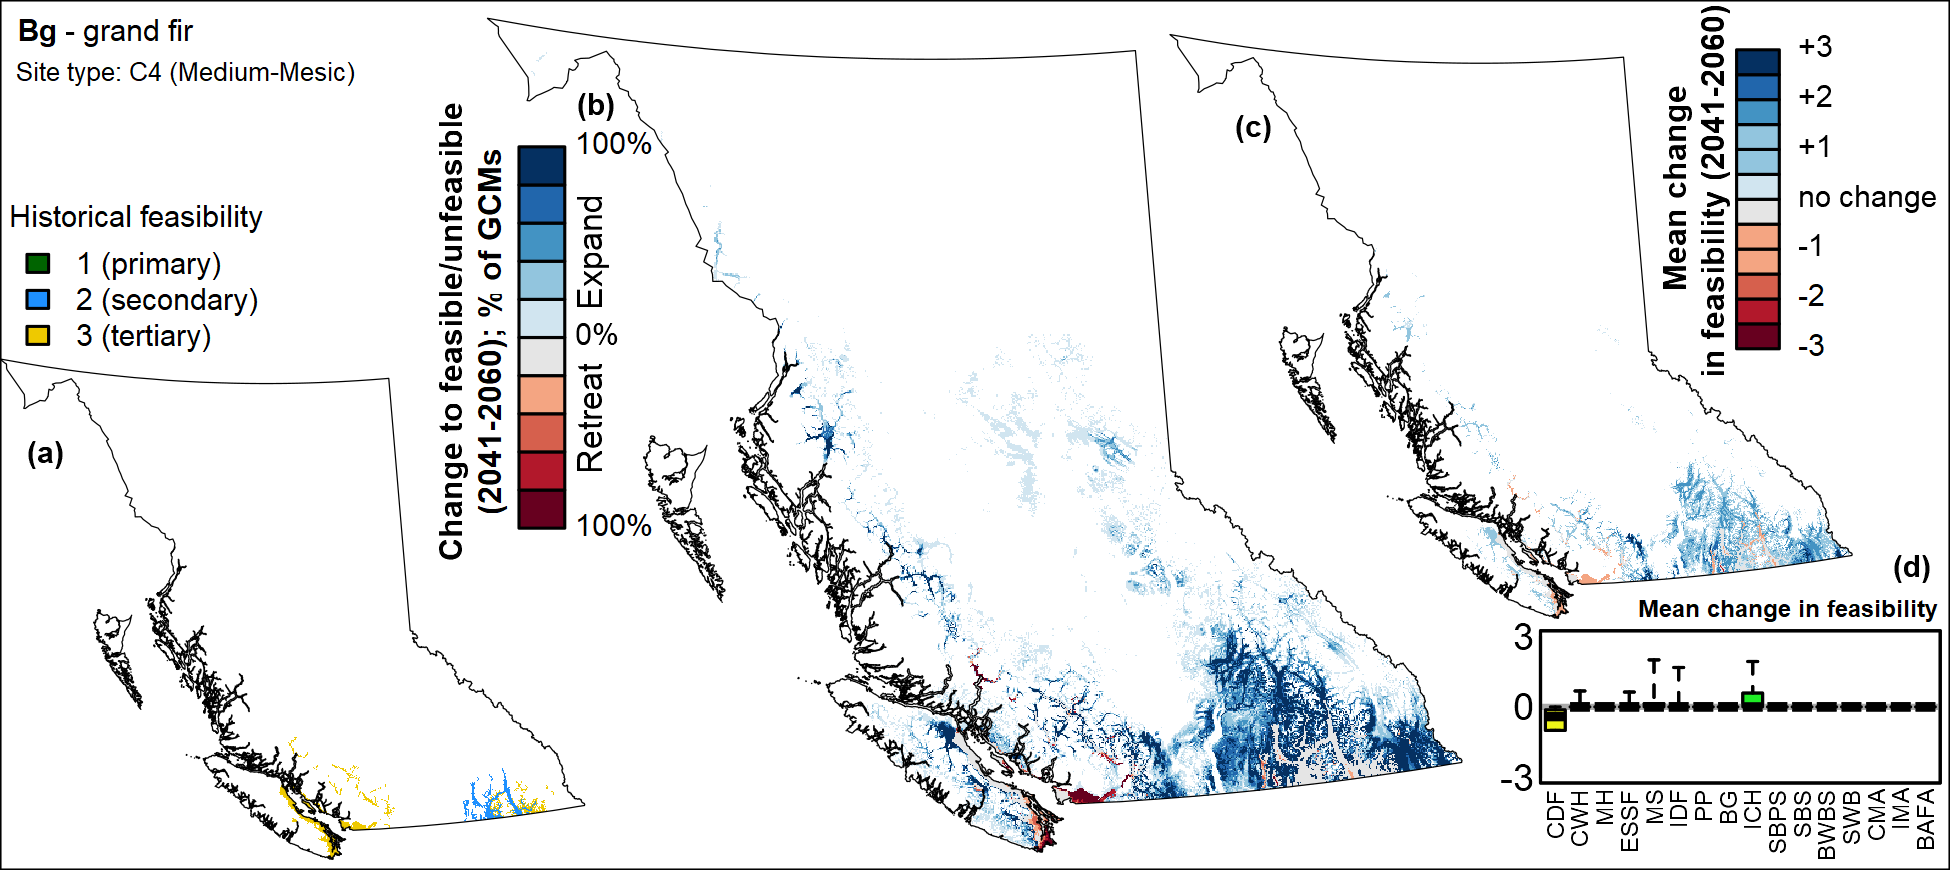 Bg - grand fir
Site type: C4 (Medium-Mesic)
Historical feasibility
1 (primary)
2 (secondary)
3 (tertiary)
(a)
(b)
Change to feasible/unfeasible
(2041-2060); % of GCMs
100%
Expand
0%
Retreat
100%
(c)
Mean change
in feasibility (2041-2060)
+3
+2
+1
no change
-1
-2
-3
(d)
Mean change in feasibility
3
0
-3
CDF
CWH
MH
ESSF
MS
IDF
PP
BG
ICH
SBPS
SBS
BWBS
SWB
CMA
IMA
BAFA